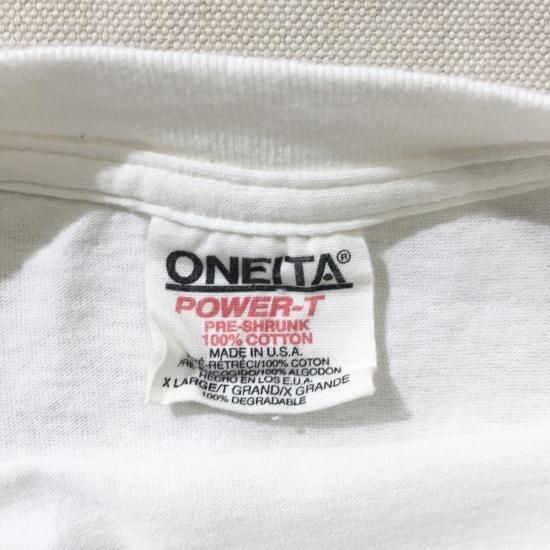 ONEITA®
POWER-T
PRE-SHRUNK
100% COTTON
MADE IN U.S.A.
PRÉ-RÉTRÉCI/100% COTON
/100% ALGODON
HECHO EN LOS E.U.A.
X LARGE/T GRAND/X GRANDE
100% DEGRADABLE